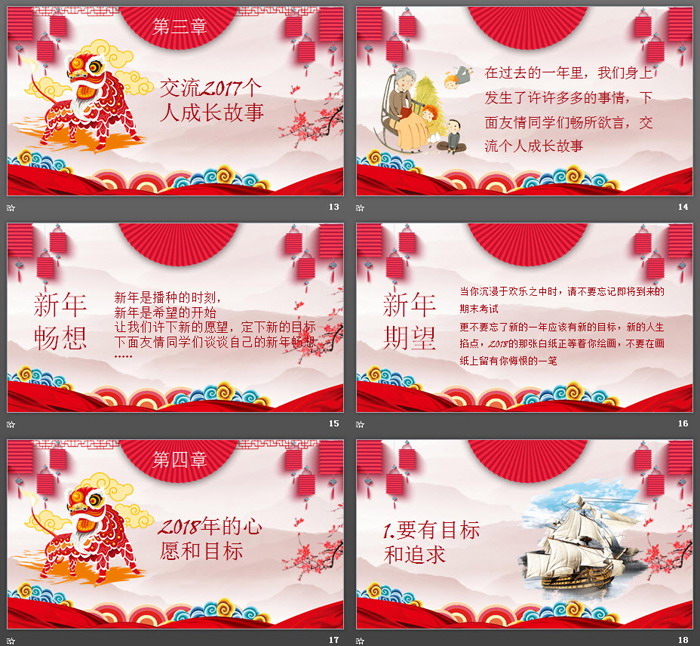 第三章
交流2017个
人成长故事
13
在过去的一年里，我们身上
发生了许许多多的事情，下
面友情同学们畅所欲言，交
流个人成长故事
14
新年
畅想
新年是播种的时刻，
新年是希望的开始
让我们许下新的愿望，定下新的目标
下面友情同学们谈谈自己的新年畅想
.....
15
新年
期望
当你沉浸于欢乐之中时，请不要忘记即将到来的
期末考试
更不要忘了新的一年应该有新的目标，新的人生
掐点，2018的那张白纸正等着你绘画，不要在画
纸上留有你悔恨的一笔
16
第四章
2018年的心
愿和目标
17
1.要有目标
和追求
18